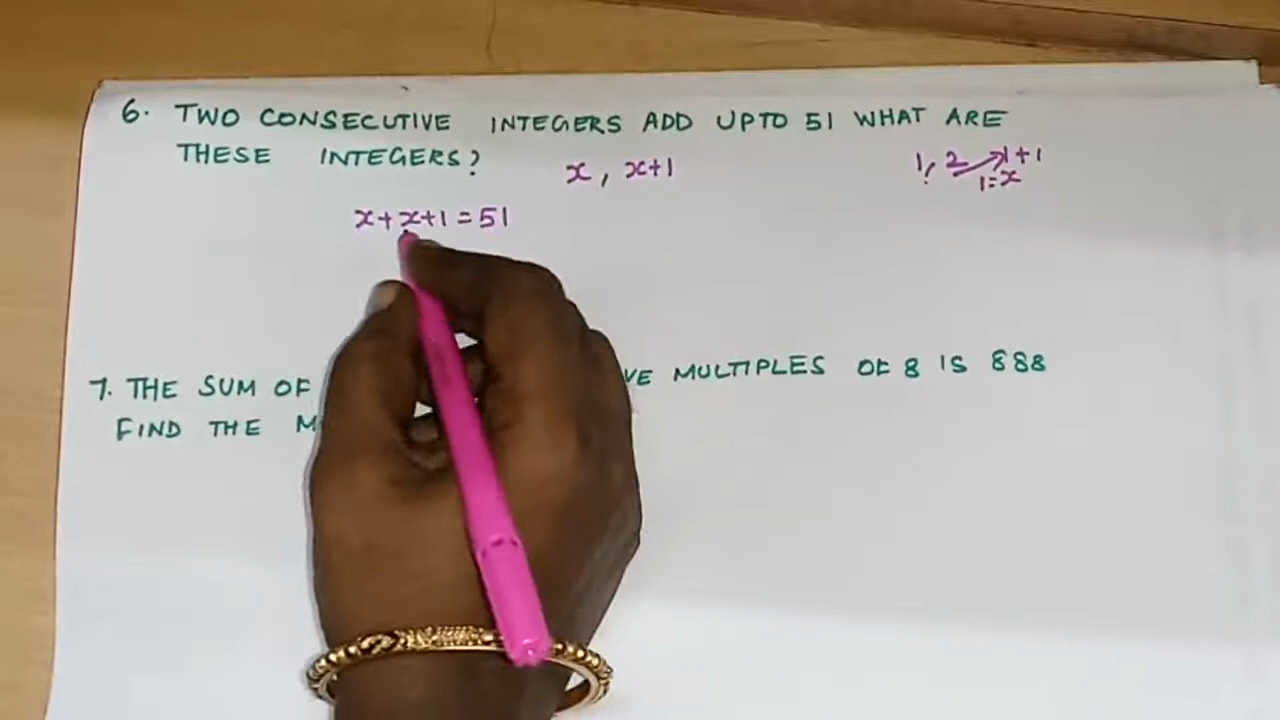 6. TWO CONSECUTIVE INTEGERS ADD UPTO 51 WHAT ARE
THESE INTEGERS?
x, x+1
1, 2 → 1+1
1=x
x+x+1=51
7. THE SUM OF VE MULTIPLES OF 8 IS 888
FIND THE M